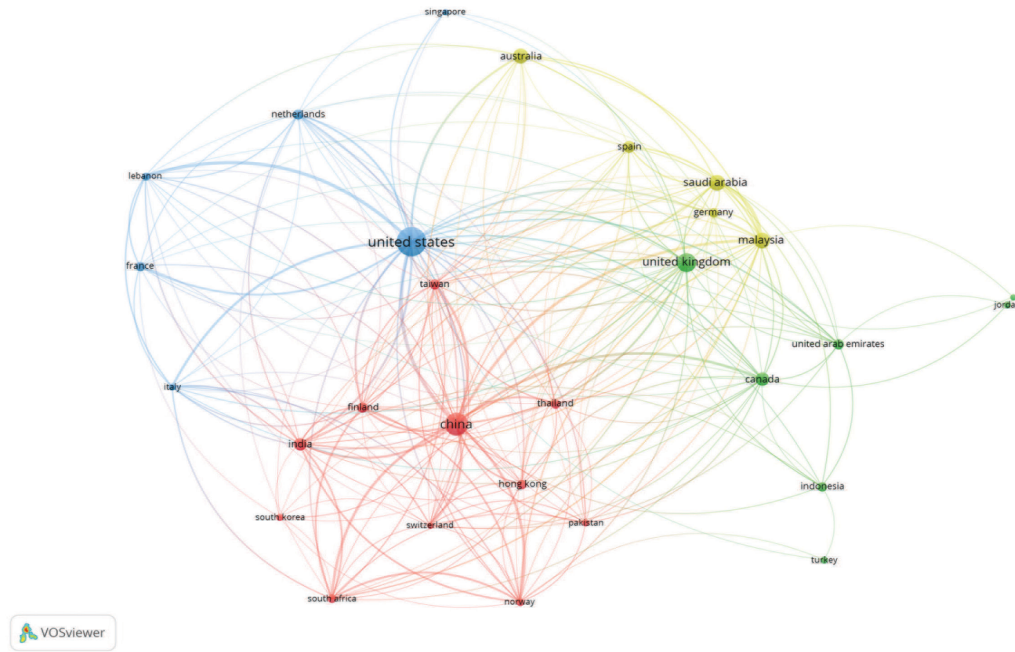 singapore
australia
netherlands
spain
lebanon
saudi arabia
germany
united states
malaysia
united kingdom
france
taiwan
jorda
united arab emirates
canada
italy
finland
thailand
china
india
hong kong
indonesia
south korea
switzerland
pakistan
turkey
south africa
norway
VOSviewer